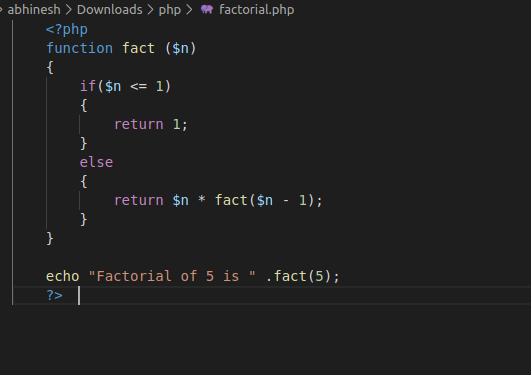 abhinesh > Downloads > php > factorial.php
<?php
function fact ($n)
{
    if($n <= 1)
    {
        return 1;
    }
    else
    {
        return $n * fact($n - 1);
    }
}

echo "Factorial of 5 is " .fact(5);
?>